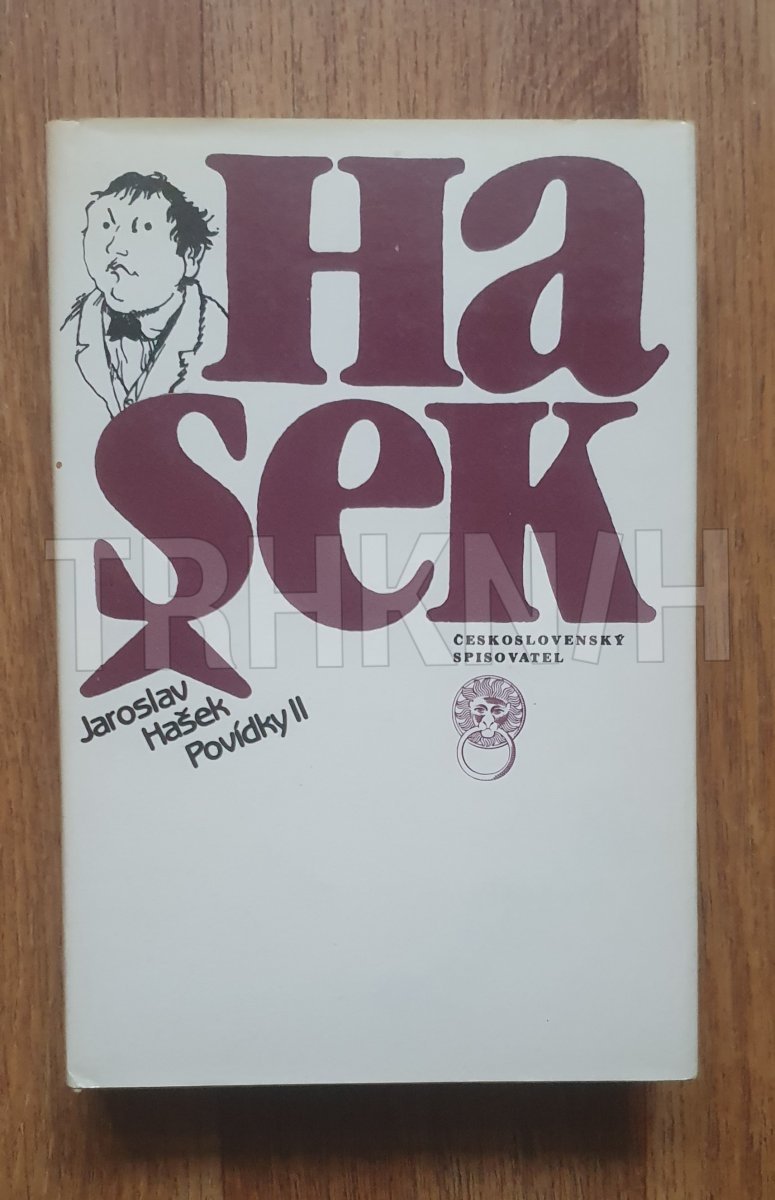 Ha
šek
Jaroslav
Hašek
Povídky II
ČESKOSLOVENSKÝ
SPISOVATEL
TRHKNIH